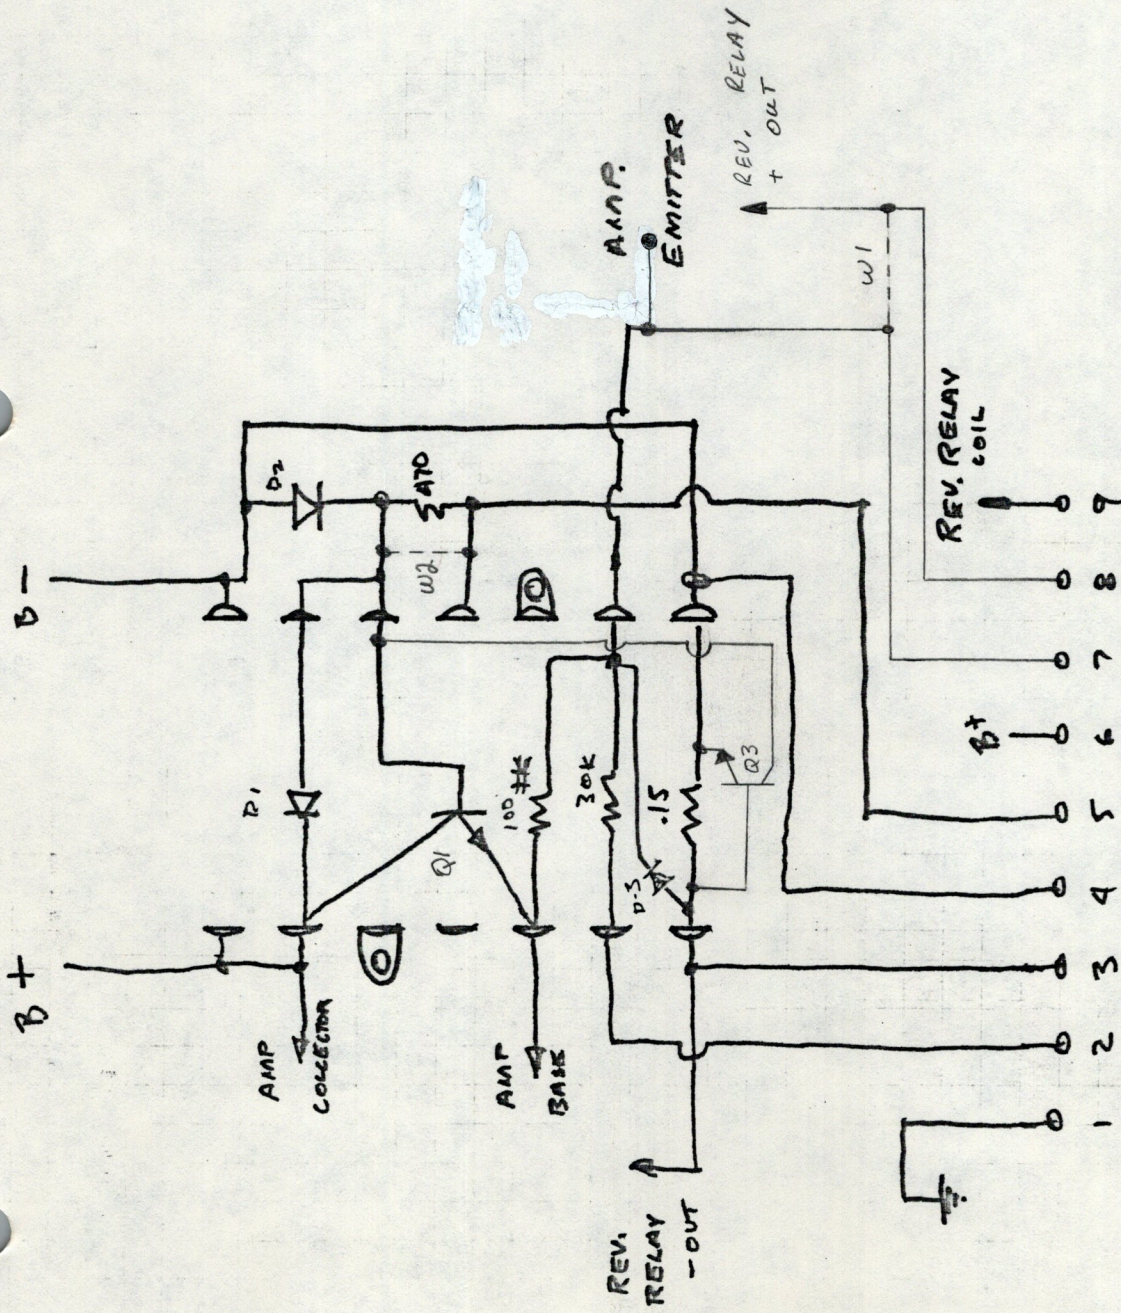 B+
B-
AMP
COLLECTOR
D1
D2
Q1
AMP
BASE
100
W2
470
30K
.15
D-3
Q3
AMP.
EMITTER
REV. RELAY
+ OUT
W1
REV.
RELAY
- OUT
REV. RELAY
COIL
B+
1
2
3
4
5
6
7
8
9